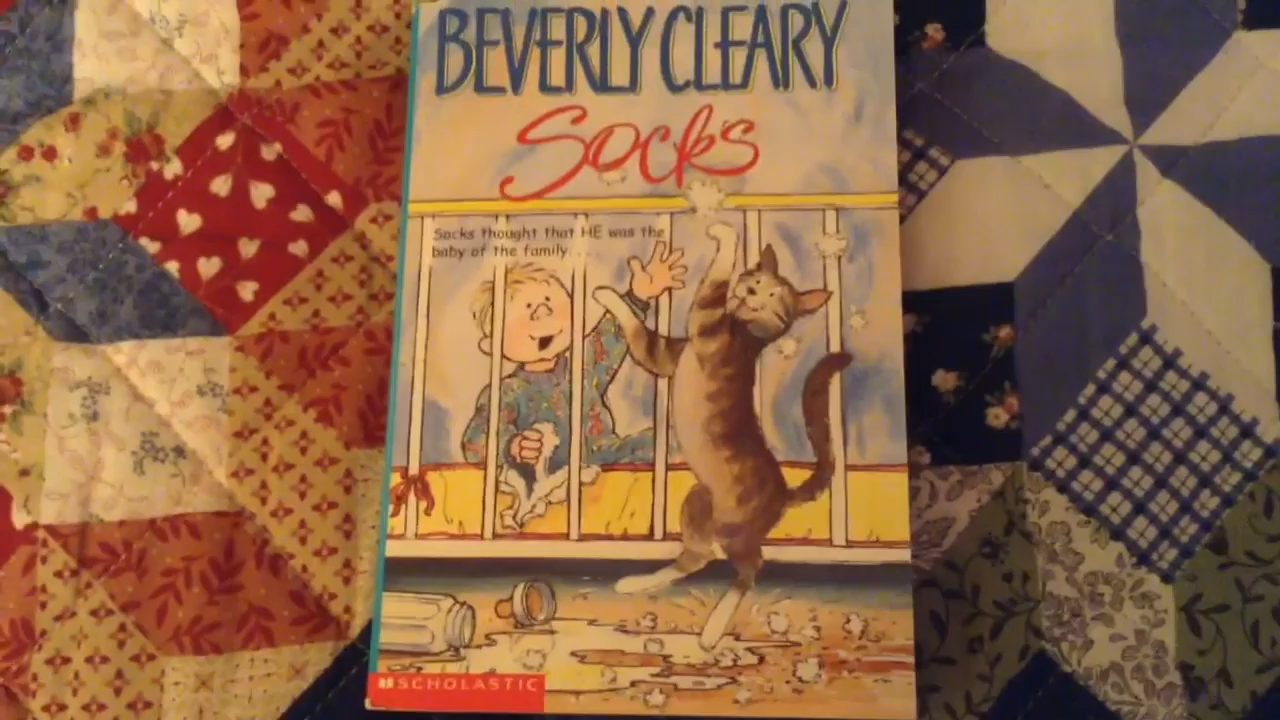 BEVERLY CLEARY
Socks
Socks thought that HE was the
baby of the family. . . .
SCHOLASTIC